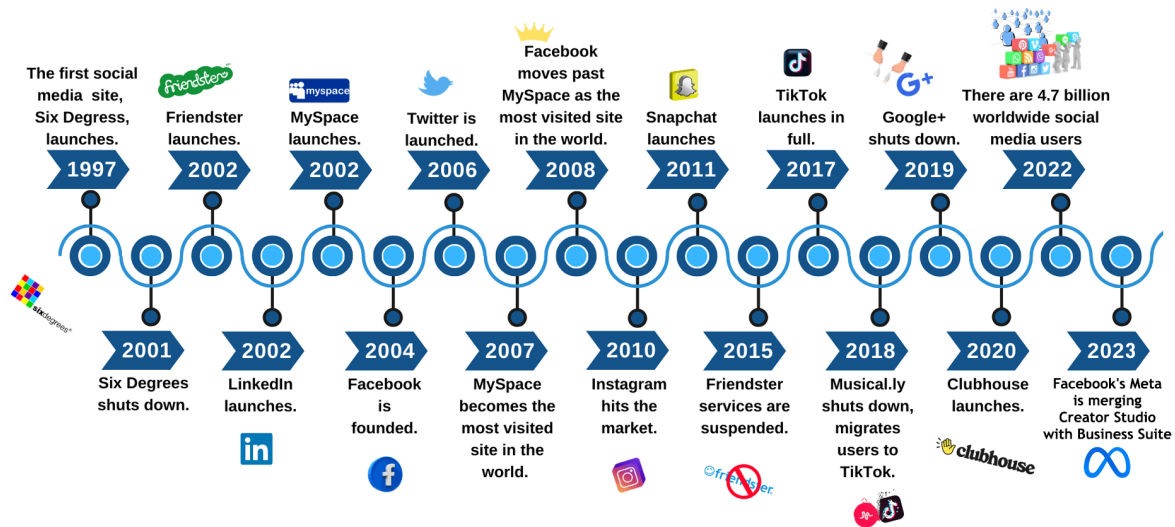 friendster
myspace
G+
The first social
media site,
Six Degress,
launches.
1997
Friendster
launches.
2002
MySpace
launches.
2002
Twitter is
launched.
2006
Facebook
moves past
MySpace as the
most visited site
in the world.
2008
Snapchat
launches
2011
TikTok
launches in
full.
2017
Google+
shuts down.
2019
There are 4.7 billion
worldwide social
media users
2022
sixdegrees®
2001
Six Degrees
shuts down.
2002
LinkedIn
launches.
in
2004
Facebook
is
founded.
f
2007
MySpace
becomes the
most visited
site in the
world.
2010
Instagram
hits the
market.
2015
Friendster
services are
suspended.
friendster
2018
Musical.ly
shuts down,
migrates
users to
TikTok.
2020
Clubhouse
launches.
clubhouse
2023
Facebook's Meta
is merging
Creator Studio
with Business Suite